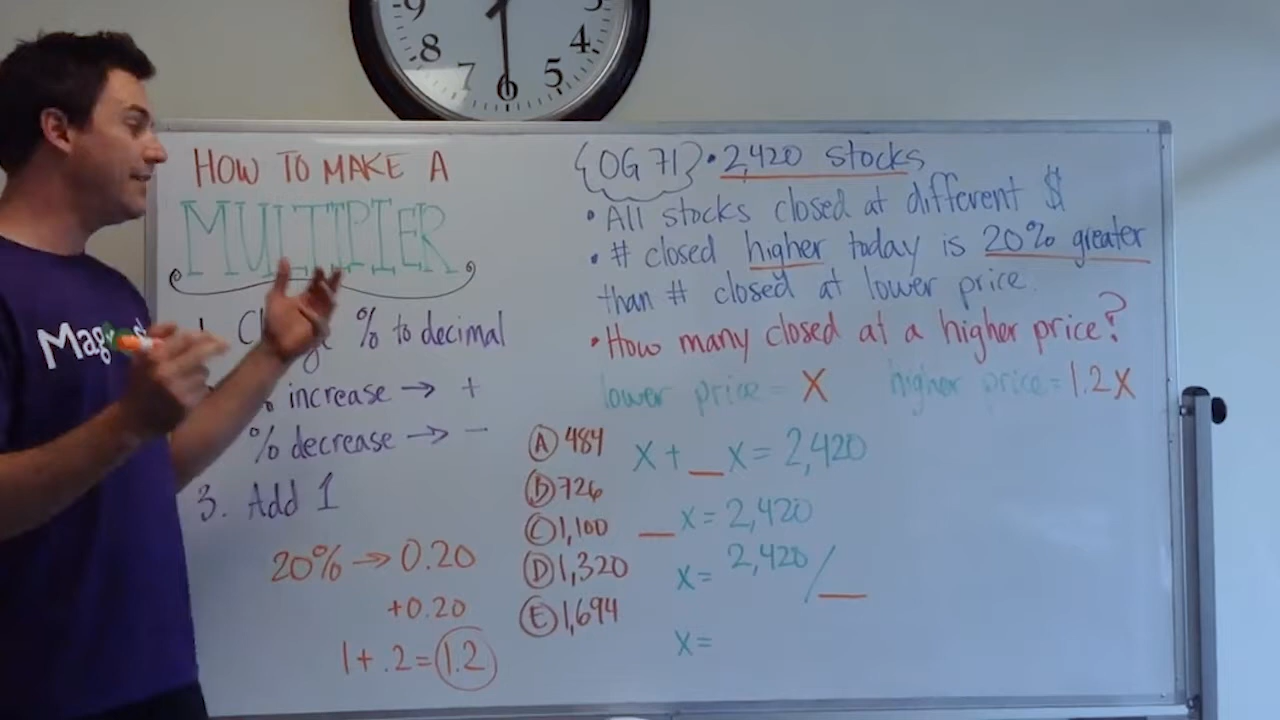 9
8
7
6
5
4
3
HOW TO MAKE A
MULTIPIER
Mag
% to decimal
% increase → +
% decrease → -
3. Add 1
20% → 0.20
+0.20
1 + .2 = 1.2
{OG 71} • 2,420 stocks
• All stocks closed at different $
• # closed higher today is 20% greater
than # closed at lower price.
• How many closed at a higher price?
lower price = X higher price = 1.2X
A 484
B 726
C 1,100
D 1,320
E 1,694
X + __ X = 2,420
__ X = 2,420
X = 2,420/__
X =